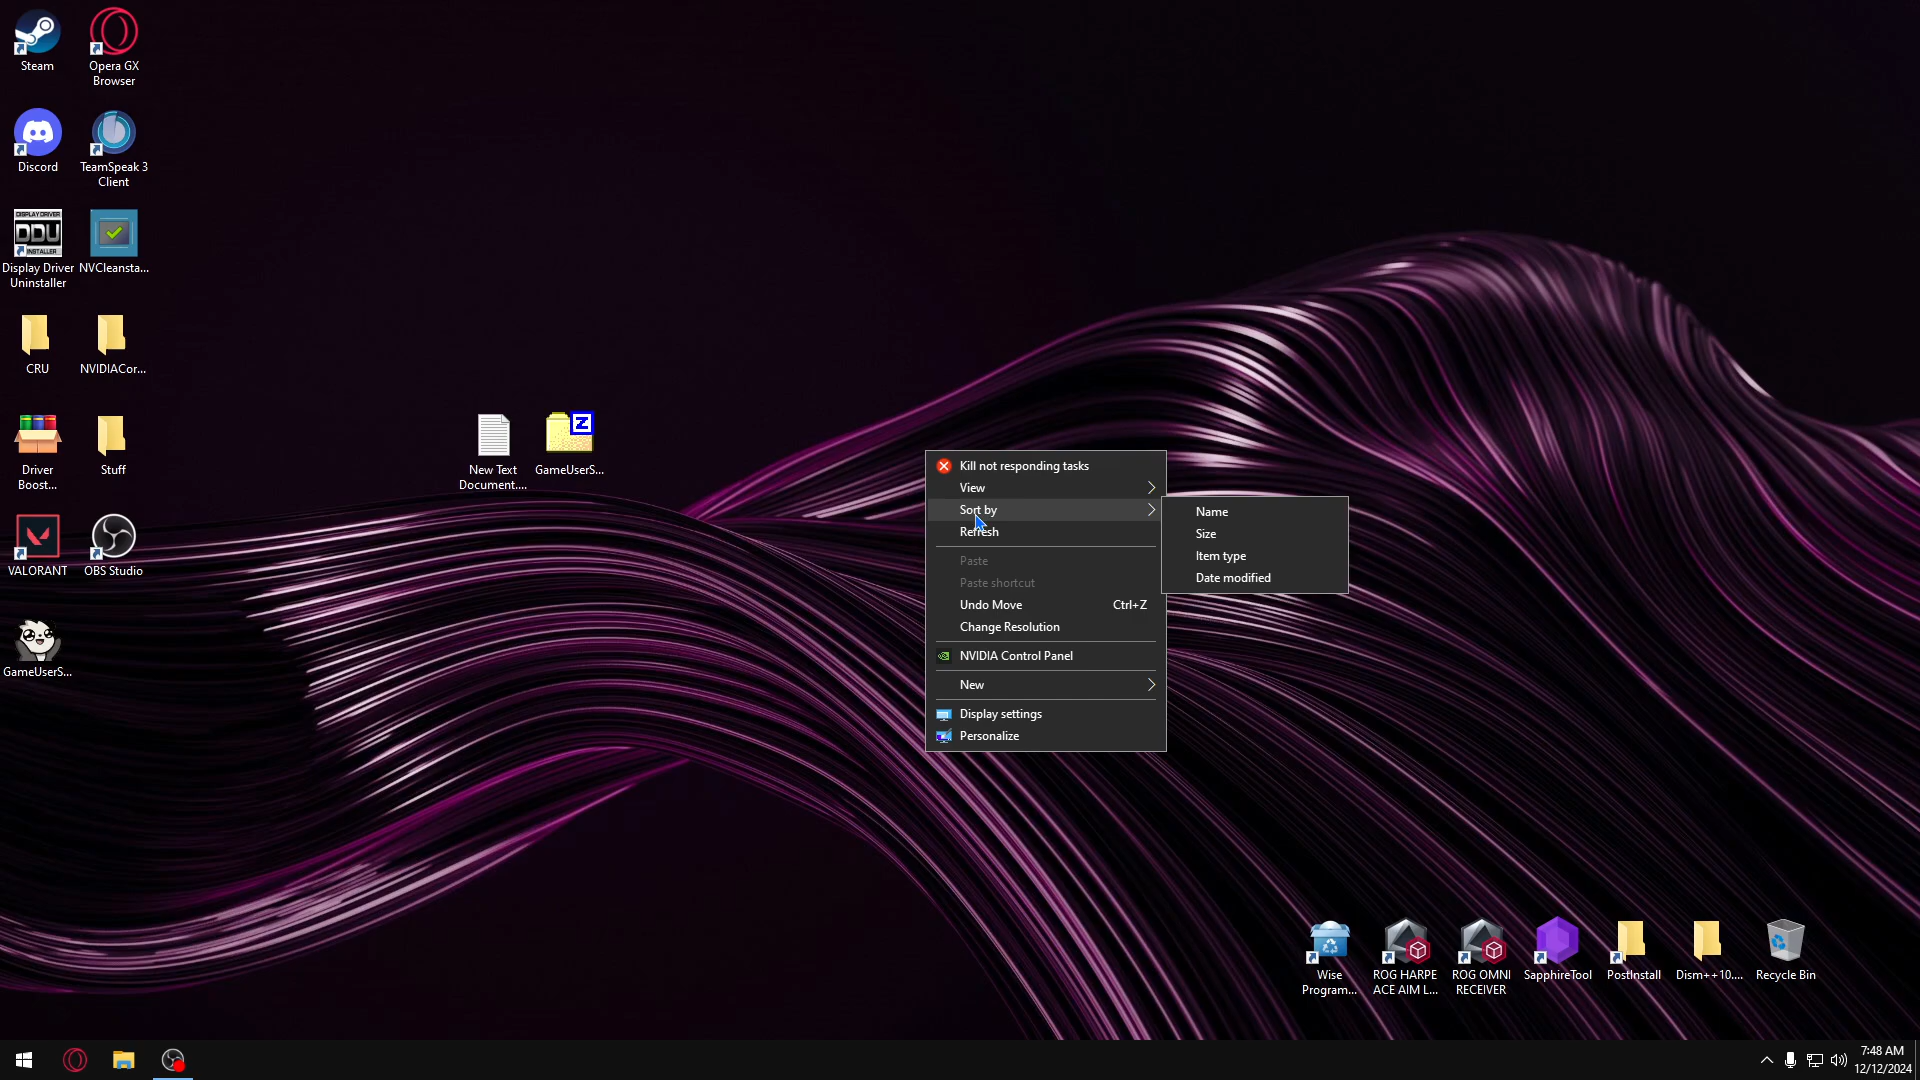 Steam
Opera GX
Browser
Discord
TeamSpeak 3
Client
DISPLAY DRIVER
DDU
Display Driver
Uninstaller
NVCleansta...
CRU
NVIDIACor...
Driver
Boost...
Stuff
VALORANT
OBS Studio
GameUserS...
New Text
Document....
Z
GameUserS...
Kill not responding tasks
View
Sort by
Refresh
Paste
Paste shortcut
Undo Move Ctrl+Z
Change Resolution
NVIDIA Control Panel
New
Display settings
Personalize
Name
Size
Item type
Date modified
Wise
Program...
ROG HARPE
ACE AIM L...
ROG OMNI
RECEIVER
SapphireTool
PostInstall
Dism++10....
Recycle Bin
7:48 AM
12/12/2024